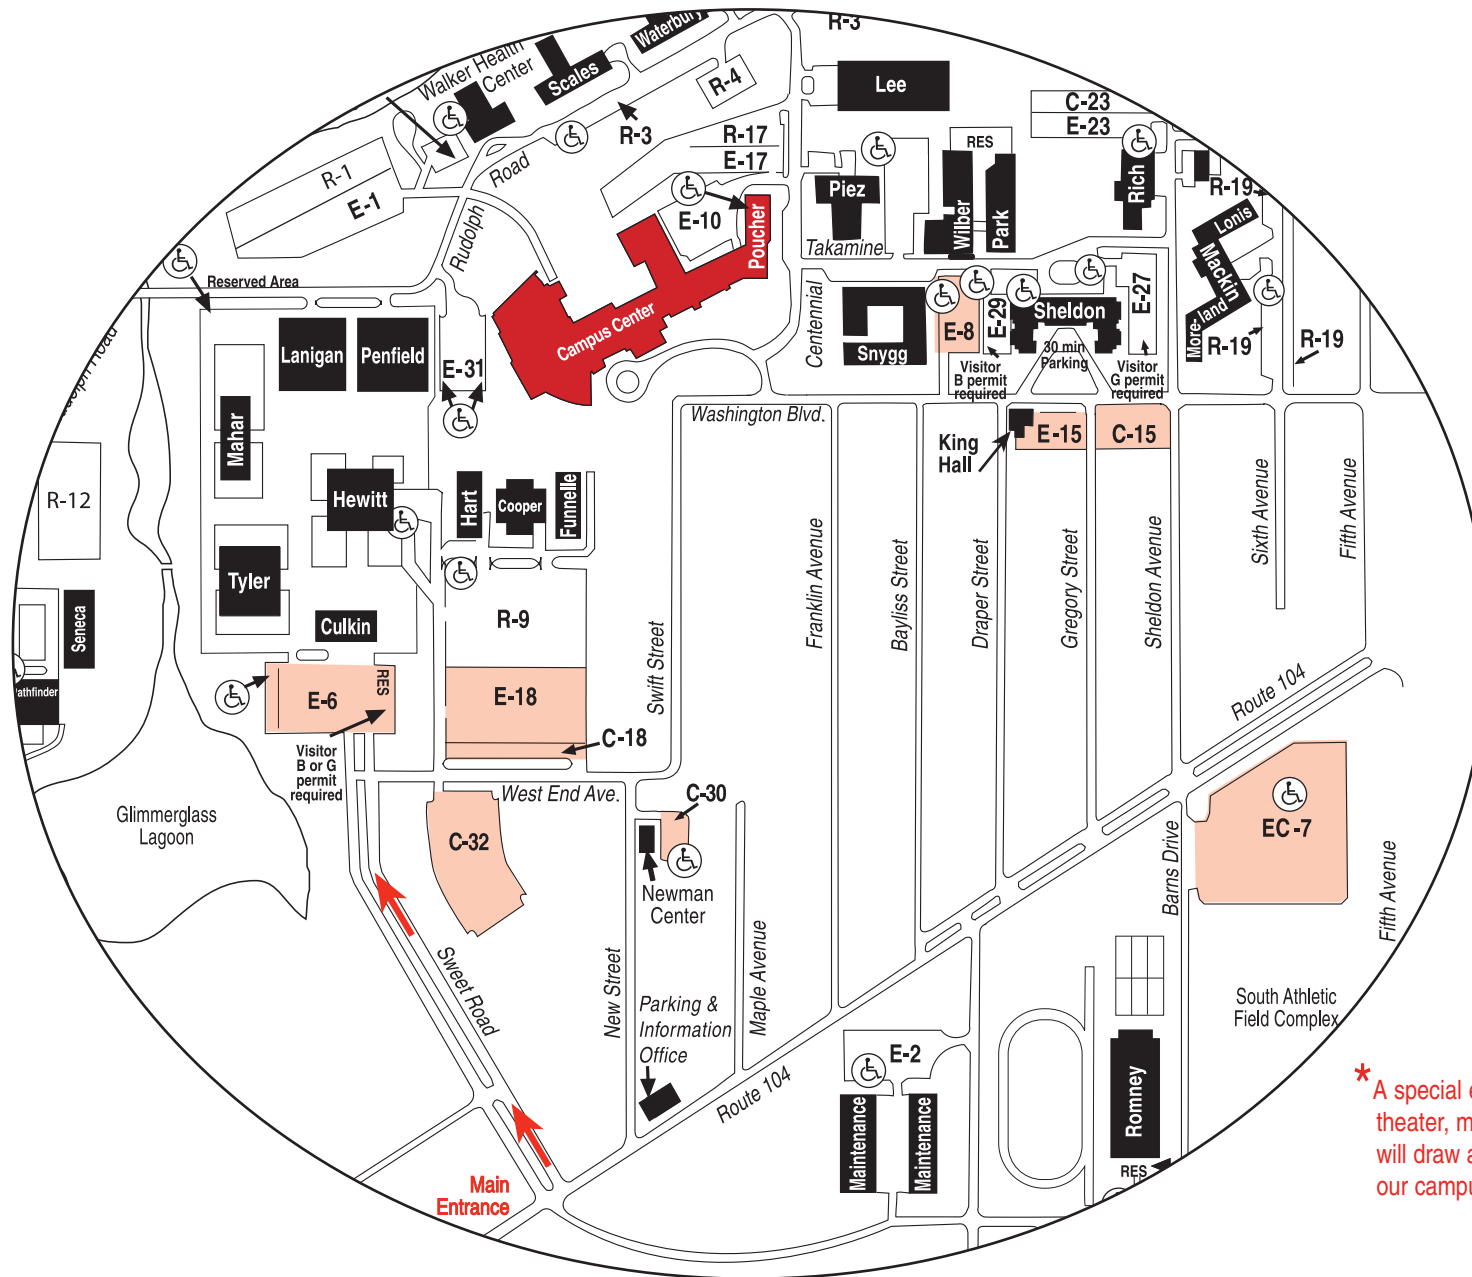 R-3
Waterbury
Walker Health
Center
Scales
R-4
Lee
C-23
E-23
R-3
R-17
E-17
RES
R-1
E-1
Road
Piez
Rich
R-19
E-10
Poucher
Wilber
Park
Lonis
Rudolph
Takamine
Mackin
Reserved Area
Campus Center
Centennial
E-8
E-29
Sheldon
E-27
More-land
Lanigan
Penfield
E-31
Snygg
30 min
Parking
R-19
R-19
Visitor
B permit
required
Visitor
G permit
required
Washington Blvd.
King
Hall
E-15
C-15
Mahar
R-12
Hewitt
Hart
Cooper
Funnelle
Franklin Avenue
Bayliss Street
Draper Street
Gregory Street
Sheldon Avenue
Sixth Avenue
Fifth Avenue
Tyler
Seneca
Culkin
R-9
Swift Street
athfinder
E-6
RES
E-18
C-18
Route 104
Visitor
B or G
permit
required
West End Ave.
C-30
Glimmerglass
Lagoon
C-32
EC-7
Newman
Center
Barns Drive
Fifth Avenue
Sweet Road
New Street
Maple Avenue
Parking &
Information
Office
South Athletic
Field Complex
E-2
Route 104
Maintenance
Maintenance
Romney
RES
Main
Entrance
* A special e
theater, m
will draw a
our campu